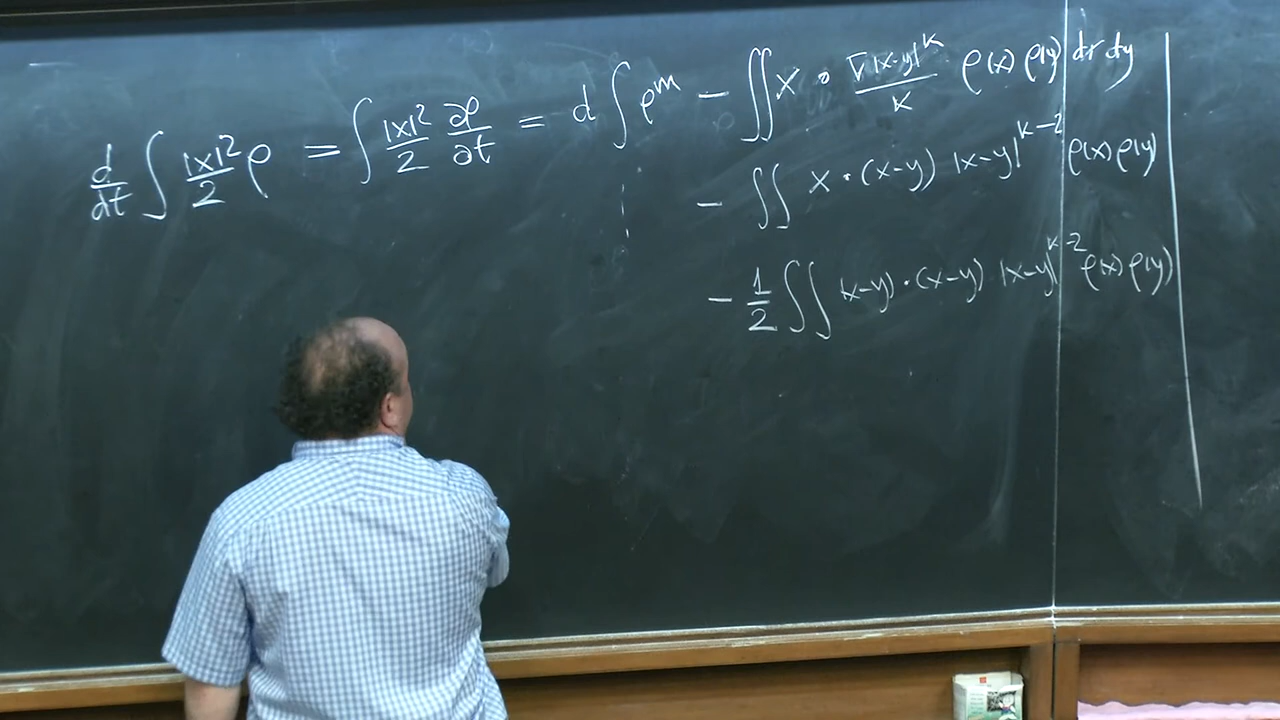 d/dt ∫ |x|²/2 ρ = ∫ |x|²/2 ∂ρ/∂t = d ∫ ρ^m − ∬ x • ∇|x-y|^k/k ρ(x) ρ(y) dx dy
− ∬ x • (x-y) |x-y|^{k-2} ρ(x) ρ(y)
− 1/2 ∬ (x-y) • (x-y) |x-y|^{k-2} ρ(x) ρ(y)